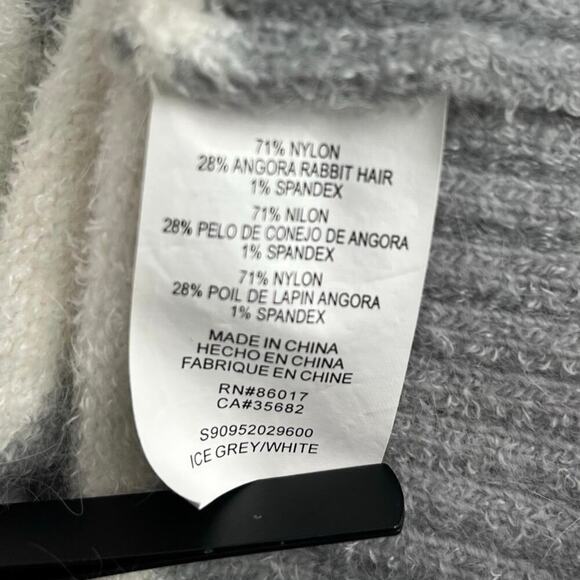 71% NYLON
28% ANGORA RABBIT HAIR
1% SPANDEX
71% NILON
28% PELO DE CONEJO DE ANGORA
1% SPANDEX
71% NYLON
28% POIL DE LAPIN ANGORA
1% SPANDEX
MADE IN CHINA
HECHO EN CHINA
FABRIQUE EN CHINE
RN#86017
CA#35682
S90952029600
ICE GREY/WHITE